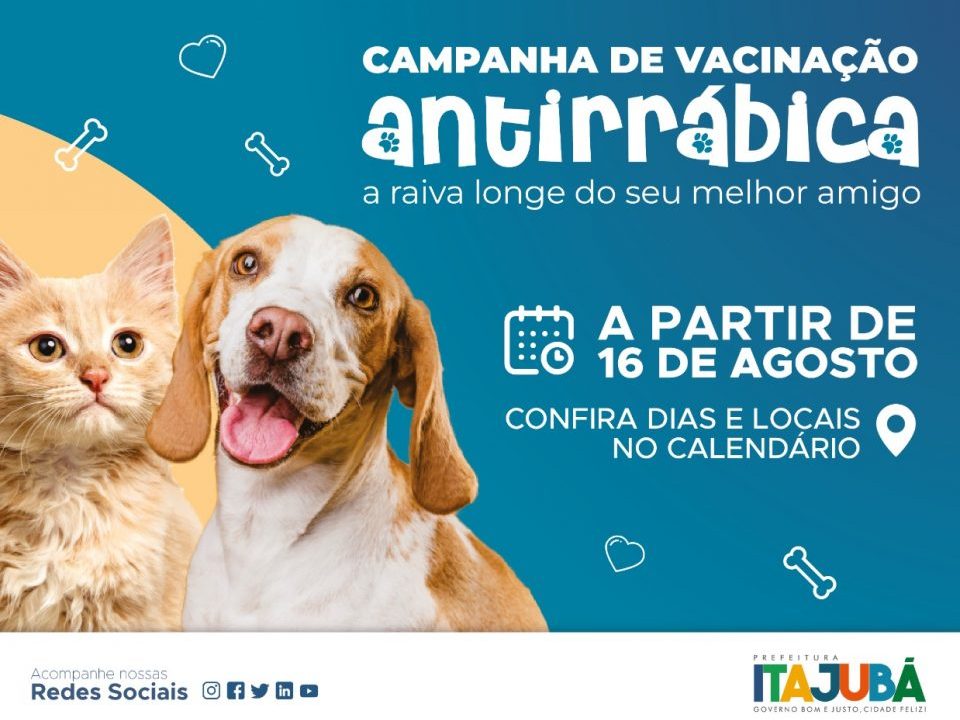 CAMPANHA DE VACINAÇÃO
antirrábica
a raiva longe do seu melhor amigo
A PARTIR DE
16 DE AGOSTO
CONFIRA DIAS E LOCAIS
NO CALENDÁRIO
Acompanhe nossas
Redes Sociais
PREFEITURA
ITAJUBÁ
GOVERNO BOM E JUSTO, CIDADE FELIZ!